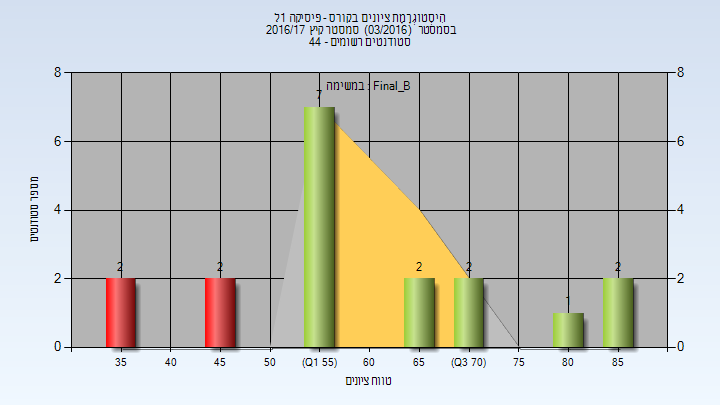 היסטוגרמת ציונים בקורס - פיסיקה 1ל
בסמסטר (03/2016) סמסטר קיץ 2016/17
סטודנטים רשומים - 44
במשימה : Final_B
מספר סטודנטים
8 8
6 6
4 4
2 2
0 0
2 2 7 2 2 1 2
35 40 45 50 (Q1 55) 60 65 (Q3 70) 75 80 85
טווח ציונים